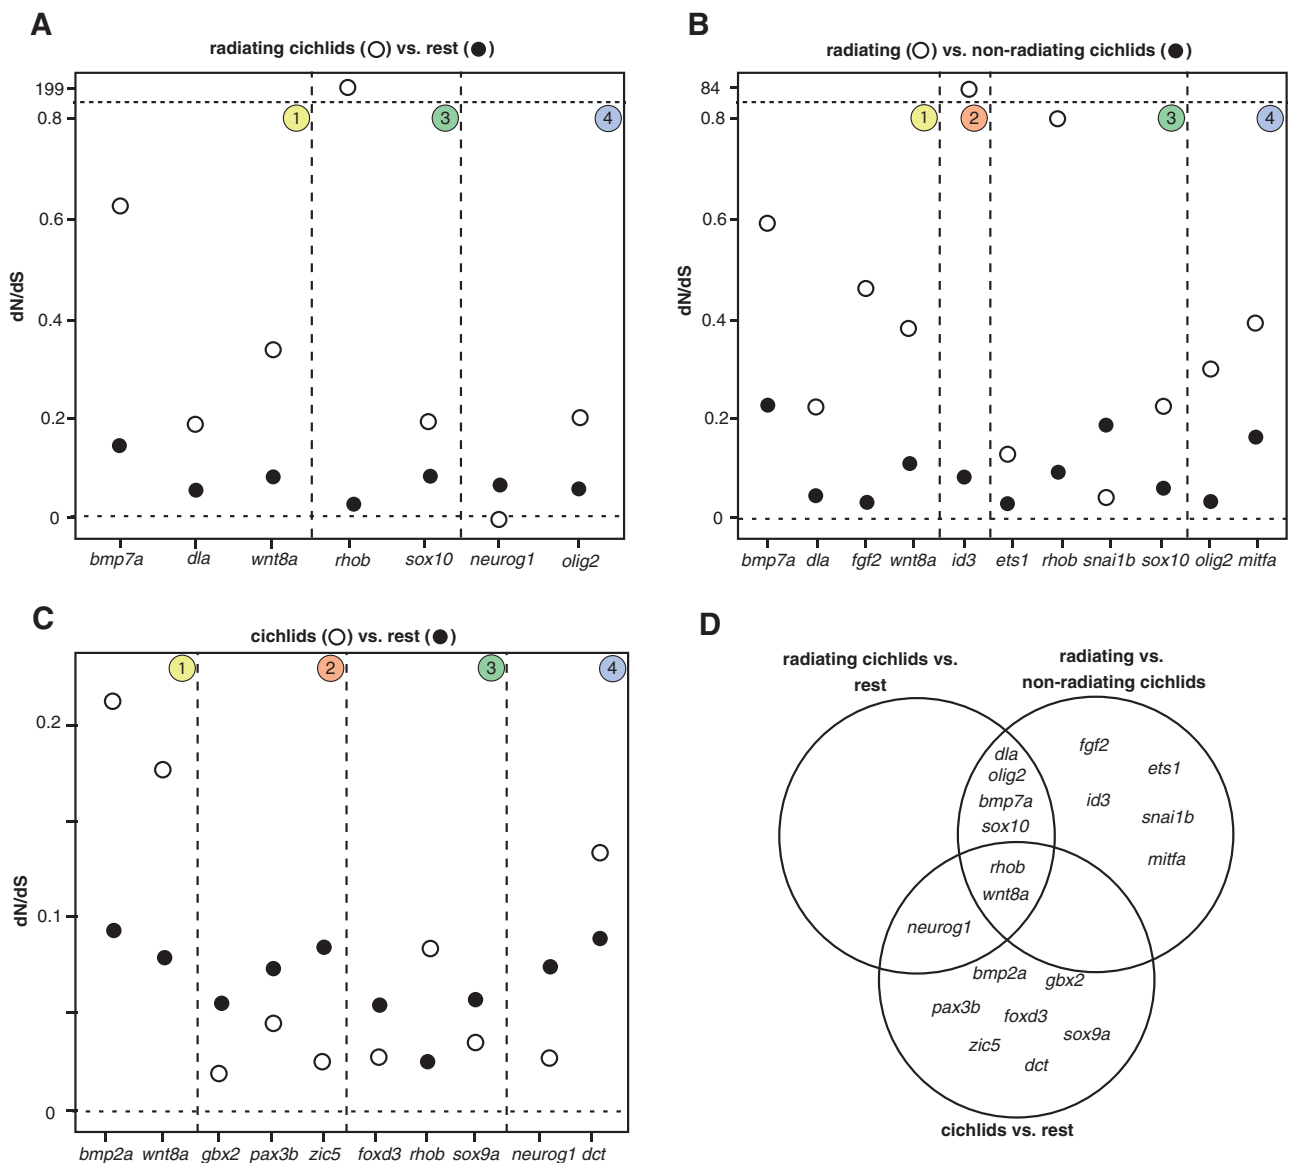 A
radiating cichlids (○) vs. rest (●)
199
0.8
0.6
0.4
0.2
0
dN/dS
1
3
4
bmp7a dla wnt8a rhob sox10 neurog1 olig2
B
radiating (○) vs. non-radiating cichlids (●)
84
0.8
0.6
0.4
0.2
0
dN/dS
1
2
3
4
bmp7a dla fgf2 wnt8a id3 ets1 rhob snai1b sox10 olig2 mitfa
C
cichlids (○) vs. rest (●)
0.2
0.1
0
dN/dS
1
2
3
4
bmp2a wnt8a gbx2 pax3b zic5 foxd3 rhob sox9a neurog1 dct
D
radiating cichlids vs.
rest
radiating vs.
non-radiating cichlids
dla
olig2
bmp7a
sox10
fgf2
ets1
id3
snai1b
mitfa
rhob
wnt8a
neurog1
bmp2a
gbx2
pax3b
foxd3
sox9a
zic5
dct
cichlids vs. rest